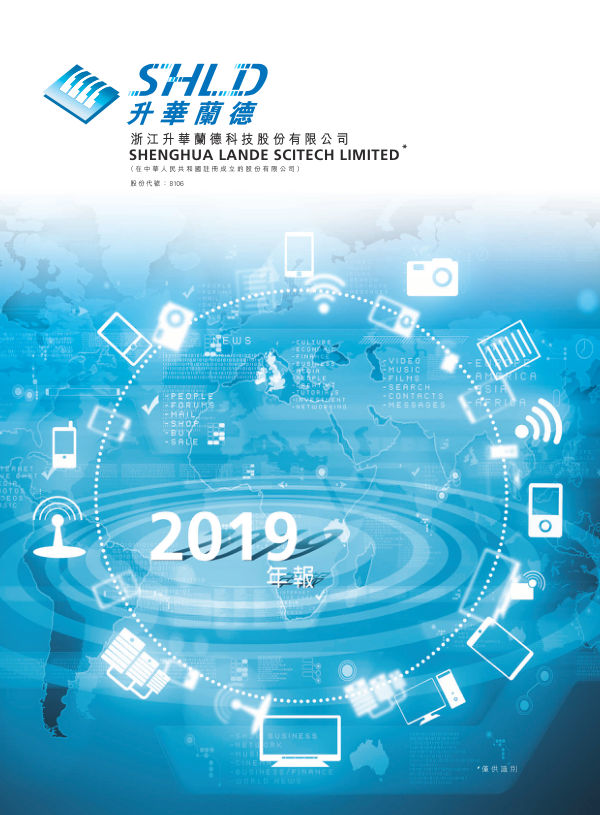 SHLD
升華蘭德
浙江升華蘭德科技股份有限公司
SHENGHUA LANDE SCITECH LIMITED*
（在中華人民共和國註冊成立的股份有限公司）
股份代號：8106
NEWS
-CULTURE
-ECONOMIC
-FINANCE
-BUSINESS
-MEDIA
-PEOPLE
-TUTORIALS
-INVESTMENT
-NETWORKING
-VIDEO
-MUSIC
-FILMS
-SEARCH
-CONTACTS
-MESSAGES
-AMERICA
-ASIA
-AFRICA
-PEOPLE
-FORUMS
-MAIL
-SHOP
-BUY
-SALE
2019
年報
BUSINESS
-NETWORK
-BUSINESS/FINANCE
-WORLD NEWS
*僅供識別